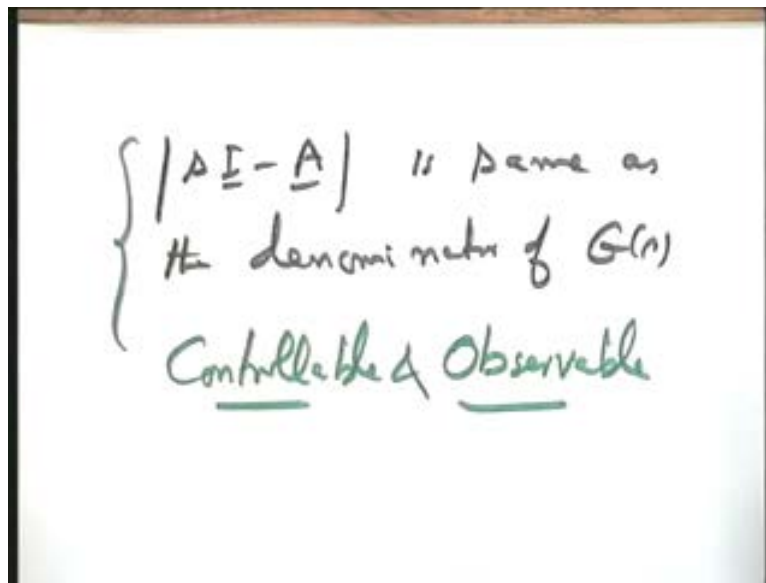 |sI - A| is same as
the denominator of G(s)
Controllable & Observable